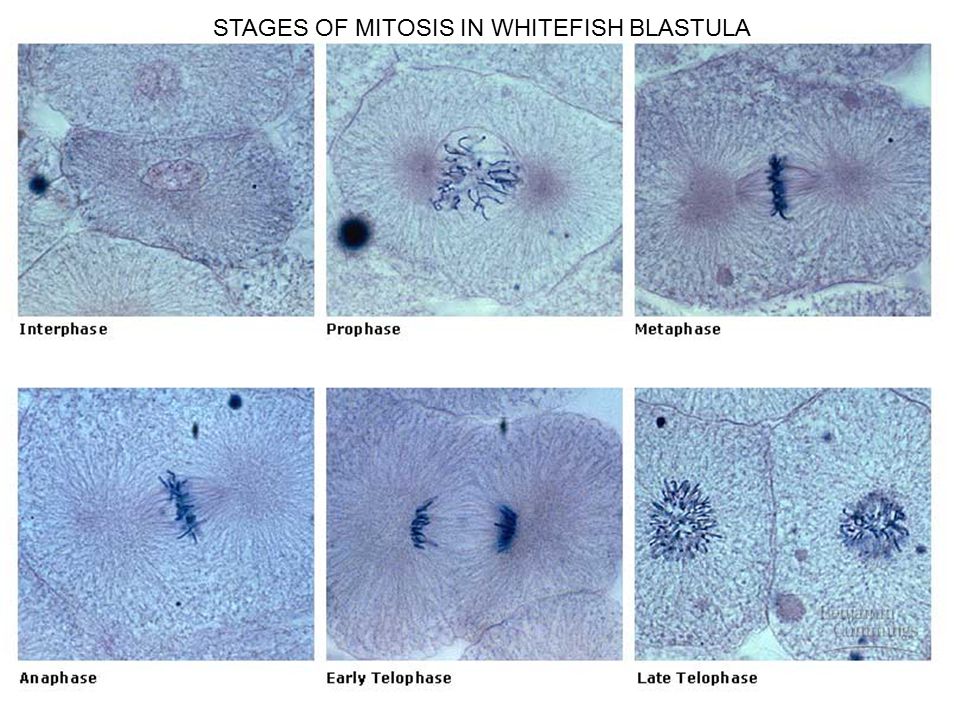 STAGES OF MITOSIS IN WHITEFISH BLASTULA
Interphase
Prophase
Metaphase
Benjamin
Cummings
Anaphase
Early Telophase
Late Telophase